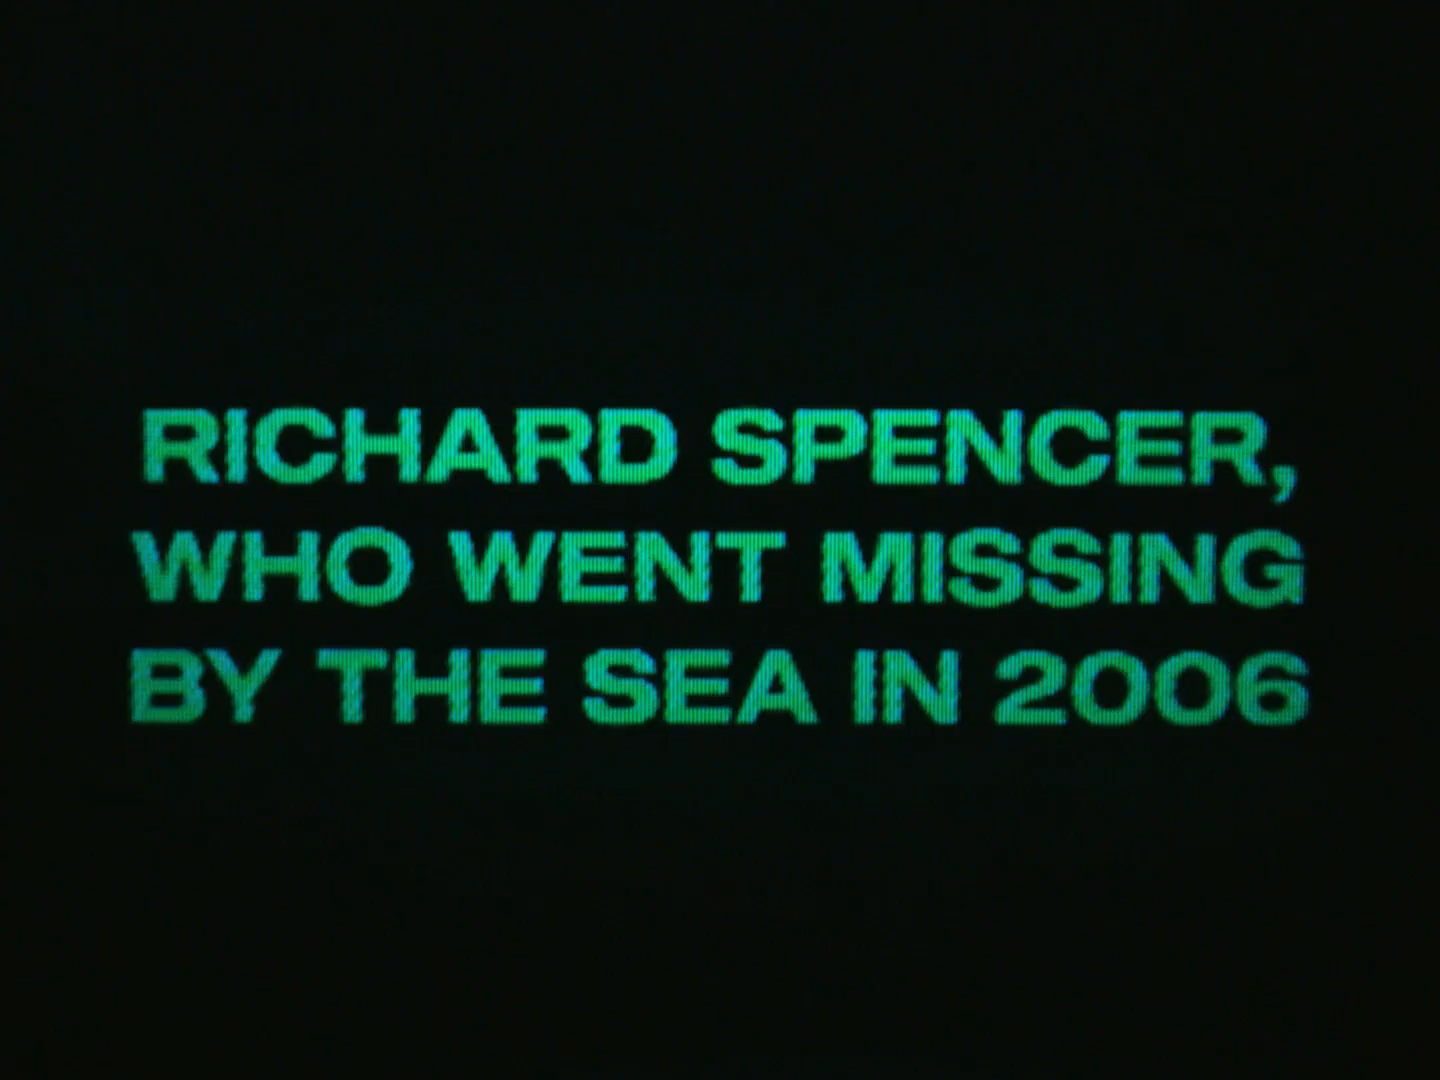 RICHARD SPENCER,
WHO WENT MISSING
BY THE SEA IN 2006